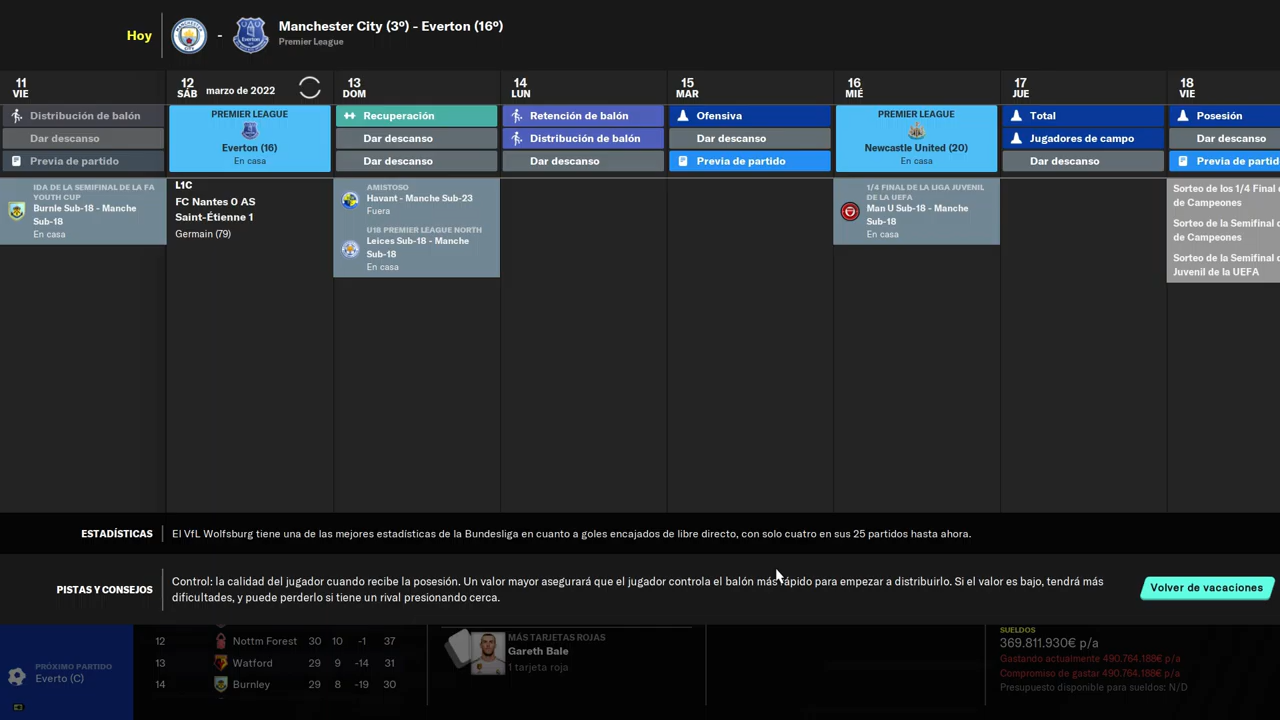 Hoy
Manchester City (3º) - Everton (16º)
Premier League
11
VIE
12
SÁB
marzo de 2022
13
DOM
14
LUN
15
MAR
16
MIÉ
17
JUE
18
VIE
Distribución de balón
Dar descanso
Previa de partido
PREMIER LEAGUE
Everton (16)
En casa
Recuperación
Dar descanso
Dar descanso
Retención de balón
Distribución de balón
Dar descanso
Ofensiva
Dar descanso
Previa de partido
PREMIER LEAGUE
Newcastle United (20)
En casa
Total
Jugadores de campo
Dar descanso
Posesión
Dar descanso
Previa de partid
IDA DE LA SEMIFINAL DE LA FA
YOUTH CUP
Burnle Sub-18 - Manche
Sub-18
En casa
L1C
FC Nantes 0 AS
Saint-Étienne 1
Germain (79)
AMISTOSO
Havant - Manche Sub-23
Fuera
U18 PREMIER LEAGUE NORTH
Leices Sub-18 - Manche
Sub-18
En casa
1/4 FINAL DE LA LIGA JUVENIL
DE LA UEFA
Man U Sub-18 - Manche
Sub-18
En casa
Sorteo de los 1/4 Final
de Campeones
Sorteo de la Semifinal
de Campeones
Sorteo de la Semifinal
Juvenil de la UEFA
ESTADÍSTICAS
El VfL Wolfsburg tiene una de las mejores estadísticas de la Bundesliga en cuanto a goles encajados de libre directo, con solo cuatro en sus 25 partidos hasta ahora.
PISTAS Y CONSEJOS
Control: la calidad del jugador cuando recibe la posesión. Un valor mayor asegurará que el jugador controla el balón más rápido para empezar a distribuirlo. Si el valor es bajo, tendrá más
dificultades, y puede perderlo si tiene un rival presionando cerca.
Volver de vacaciones
PRÓXIMO PARTIDO
Everto (C)
12 Nottm Forest 30 10 -1 37
13 Watford 29 9 -14 31
14 Burnley 29 8 -19 30
MÁS TARJETAS ROJAS
Gareth Bale
1 tarjeta roja
SUELDOS
369.811.930€ p/a
Gastando actualmente 490.764.188€ p/a
Compromiso de gastar 490.764.188€ p/a
Presupuesto disponible para sueldos: N/D